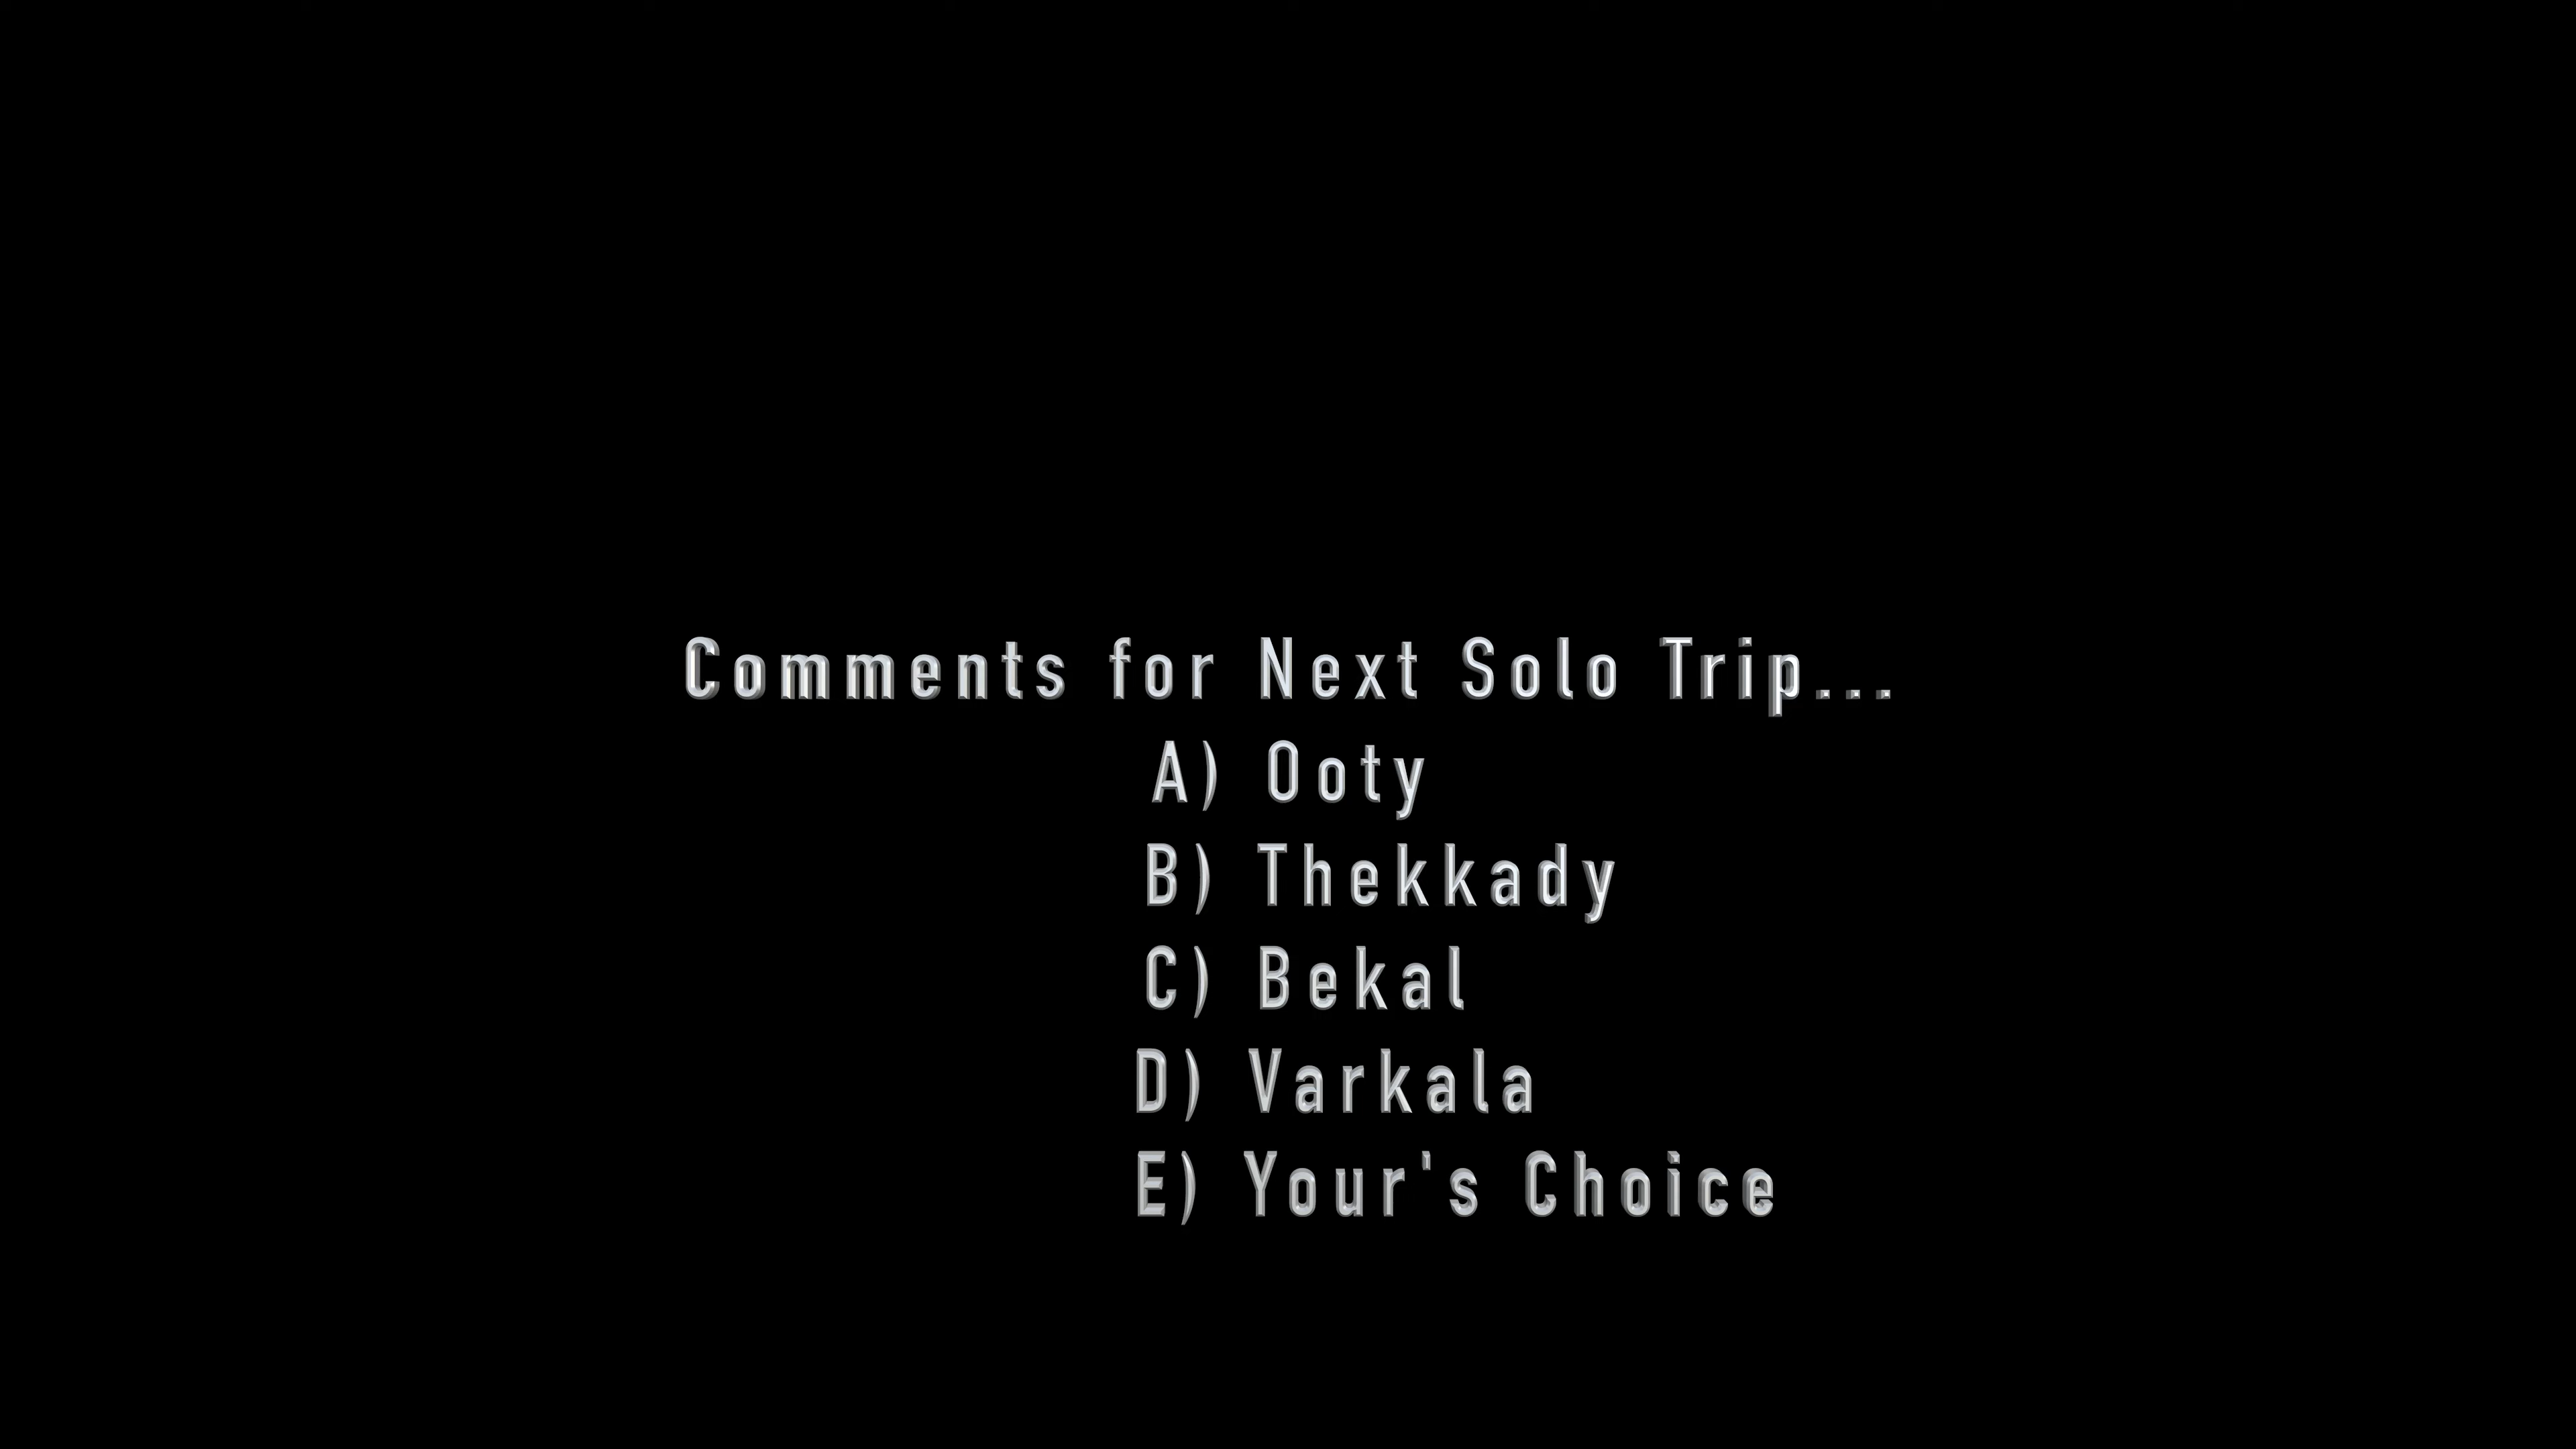 Comments for Next Solo Trip...
A) Ooty
B) Thekkady
C) Bekal
D) Varkala
E) Your's Choice